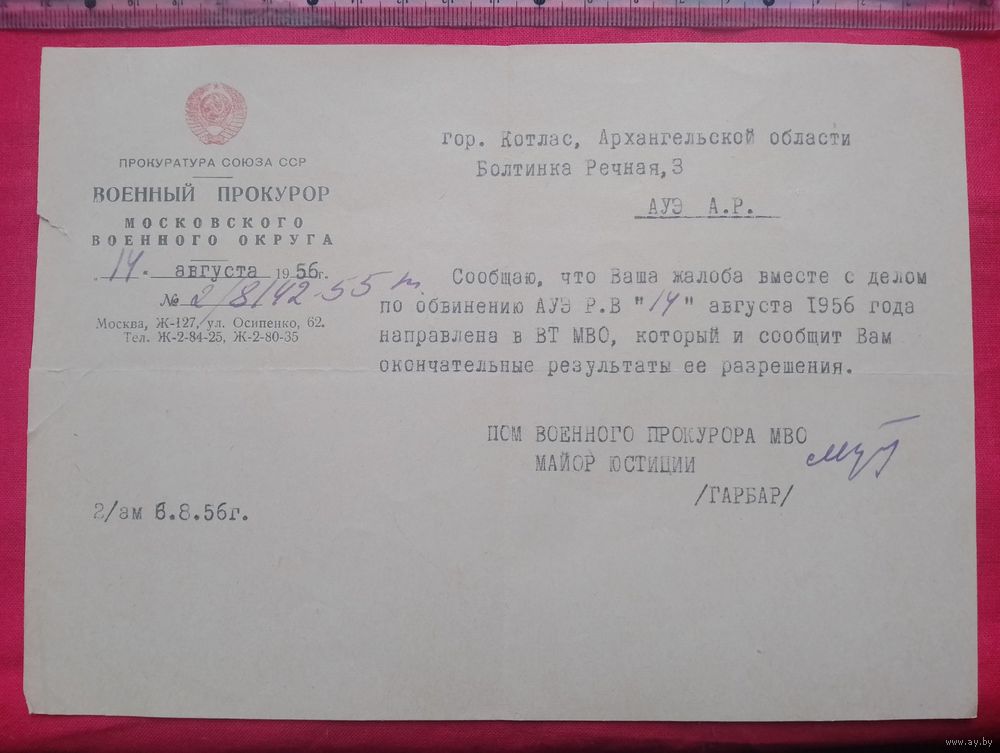 ПРОКУРАТУРА СОЮЗА ССР
ВОЕННЫЙ ПРОКУРОР
МОСКОВСКОГО
ВОЕННОГО ОКРУГА
14. августа 1956г.
№ 2/8142-55 т.
Москва, Ж-127, ул. Осипенко, 62.
Тел. Ж-2-84-25, Ж-2-80-35
гор. Котлас, Архангельской области
Болтинка Речная,3
АУЭ А.Р.
Сообщаю, что Ваша жалоба вместе с делом
по обвинению АУЭ Р.В "14" августа 1956 года
направлена в ВТ МВО, который и сообщит Вам
окончательные результаты ее разрешения.
ПОМ ВОЕННОГО ПРОКУРОРА МВО
МАЙОР ЮСТИЦИИ
/ГАРБАР/
2/ам 6.8.56г.
www.ay.by